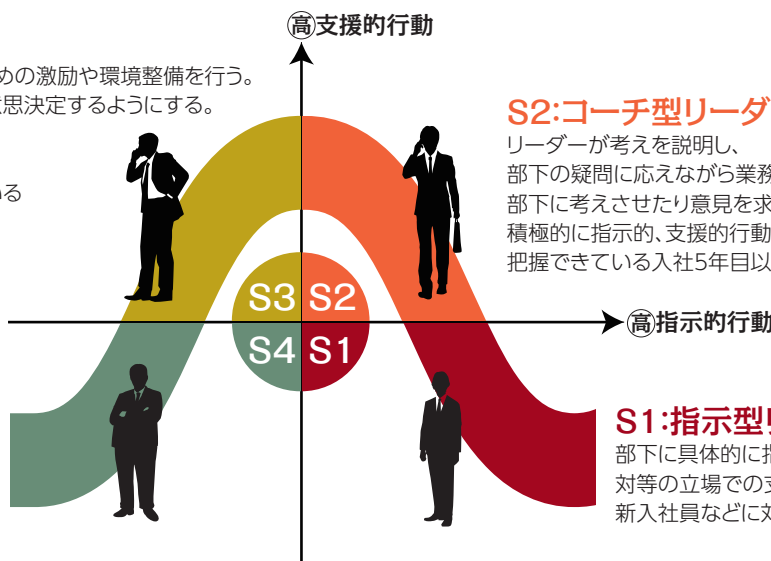 高支援的行動
めの激励や環境整備を行う。
意思決定するようにする。
いる
S2:コーチ型リーダ
リーダーが考えを説明し、
部下の疑問に応えながら業務
部下に考えさせたり意見を求
積極的に指示的、支援的行動
把握できている入社5年目以
S3 S2
S4 S1
高指示的行動
S1:指示型リ
部下に具体的に指
対等の立場での支
新入社員などに対